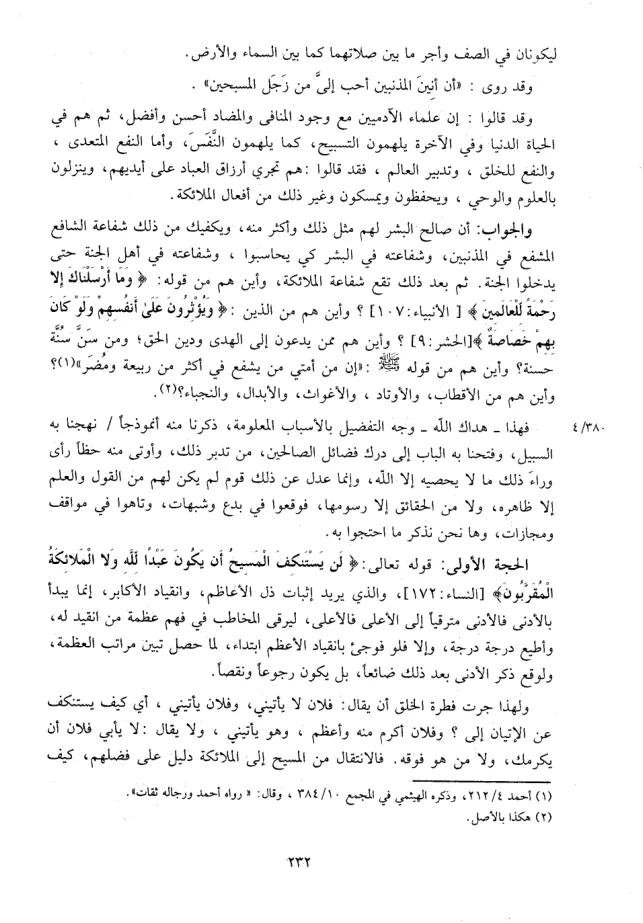 ليكونان في الصف وأجر ما بين صلاتهما كما بين السماء والأرض.
وقد روى : «أن أنِينَ المذنبين أحب إلىَّ من زَجَل المسبحين» .
وقد قالوا : إن علماء الآدميين مع وجود المنافى والمضاد أحسن وأفضل، ثم هم في
الحياة الدنيا وفي الآخرة يلهمون التسبيح، كما يلهمون النَّفَسَ، وأما النفع المتعدى ،
والنفع للخلق ، وتدبير العالم ، فقد قالوا :هم تجري أرزاق العباد على أيديهم، وينزلون
بالعلوم والوحي ، ويحفظون ويمسكون وغير ذلك من أفعال الملائكة.
والجواب: أن صالح البشر لهم مثل ذلك وأكثر منه، ويكفيك من ذلك شفاعة الشافع
المشفع في المذنبين، وشفاعته في البشر كي يحاسبوا ، وشفاعته في أهل الجنة حتى
يدخلوا الجنة. ثم بعد ذلك تقع شفاعة الملائكة، وأين هم من قوله: ﴿ وَمَا أَرْسَلْنَاكَ إِلا
رَحْمَةً لِّلْعَالَمِينَ ﴾ [ الأنبياء:١٠٧] ؟ وأين هم من الذين :﴿ وَيُؤْثِرُونَ عَلَىٰ أَنفُسِهِمْ وَلَوْ كَانَ
بِهِمْ خَصَاصَةٌ ﴾[الحشر:٩] ؟ وأين هم ممن يدعون إلى الهدى ودين الحق؛ ومن سَنَّ سُنَّة
حسنة؟ وأين هم من قوله ﷺ :«إن من أمتي من يشفع في أكثر من ربيعة ومُضَر»(١)؟
وأين هم من الأقطاب، والأوتاد ، والأغواث، والأبدال، والنجباء؟(٢).
٤/٣٨٠ فهذا ـ هداك اللّه ـ وجه التفضيل بالأسباب المعلومة، ذكرنا منه أنموذجاً / نهجنا به
السبيل، وفتحنا به الباب إلى درك فضائل الصالحين، من تدبر ذلك، وأوتى منه حظاً رأى
وراءَ ذلك ما لا يحصيه إلا اللّه، وإنما عدل عن ذلك قوم لم يكن لهم من القول والعلم
إلا ظاهره، ولا من الحقائق إلا رسومها، فوقعوا في بدع وشبهات، وتاهوا في مواقف
ومجازات، وها نحن نذكر ما احتجوا به.
الحجة الأولى: قوله تعالى:﴿ لَن يَسْتَنكِفَ الْمَسِيحُ أَن يَكُونَ عَبْدًا لِّلَّهِ وَلا الْمَلائِكَةُ
الْمُقَرَّبُونَ﴾ [النساء:١٧٢]، والذي يريد إثبات ذل الأعاظم، وانقياد الأكابر، إنما يبدأ
بالأدنى فالأدنى مترقياً إلى الأعلى فالأعلى، ليرقى المخاطب في فهم عظمة من انقيد له،
وأطيع درجة درجة، وإلا فلو فوجئ بانقياد الأعظم ابتداء، لما حصل تبين مراتب العظمة،
ولوقع ذكر الأدنى بعد ذلك ضائعاً، بل يكون رجوعاً ونقصاً.
ولهذا جرت فطرة الخلق أن يقال: فلان لا يأتيني، وفلان يأتيني ، أي كيف يستنكف
عن الإتيان إلى ؟ وفلان أكرم منه وأعظم ، وهو يأتيني ، ولا يقال :لا يأبي فلان أن
يكرمك، ولا من هو فوقه. فالانتقال من المسيح إلى الملائكة دليل على فضلهم، كيف
(١) أحمد ٢١٢/٤، وذكره الهيثمي في المجمع ٣٨٤/١٠ ، وقال: « رواه أحمد ورجاله ثقات».
(٢) هكذا بالأصل.
٢٣٢